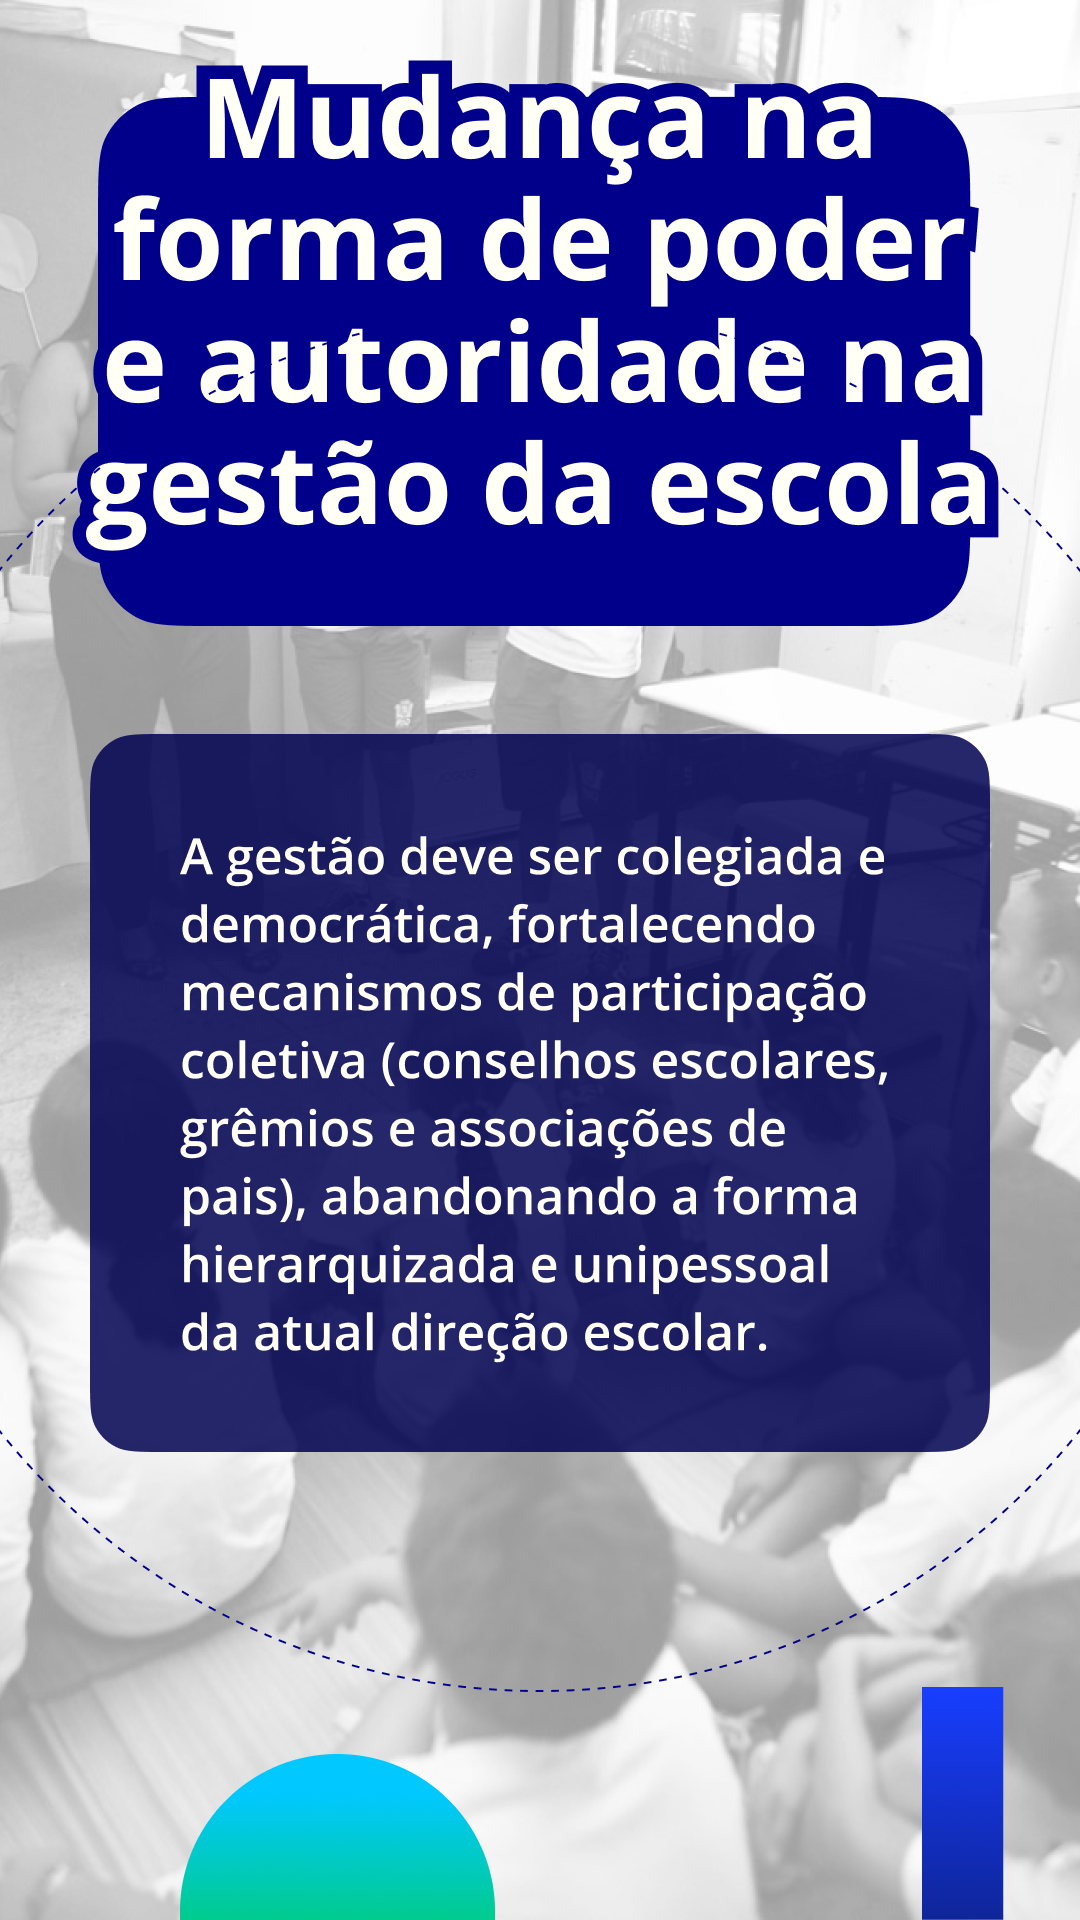 Mudança na
forma de poder
e autoridade na
gestão da escola
A gestão deve ser colegiada e
democrática, fortalecendo
mecanismos de participação
coletiva (conselhos escolares,
grêmios e associações de
pais), abandonando a forma
hierarquizada e unipessoal
da atual direção escolar.